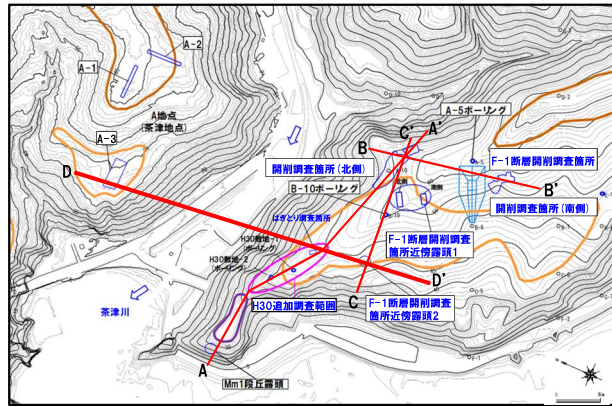 A-2
A-1
A地点
(茶津地点)
A-3
D
A-5ボーリング
C'
A'
B
F-1断層開削調査箇所
開削調査箇所(北側)
B-10ボーリング
北側
南側
B'
開削調査箇所(南側)
はぎとり調査箇所
H30敷地-1
(ボーリング)
H30敷地-2
(ボーリング)
F-1断層開削調査
箇所近傍露頭1
D'
C
H30追加調査範囲
F-1断層開削調査
箇所近傍露頭2
茶津川
A
Mm1段丘露頭